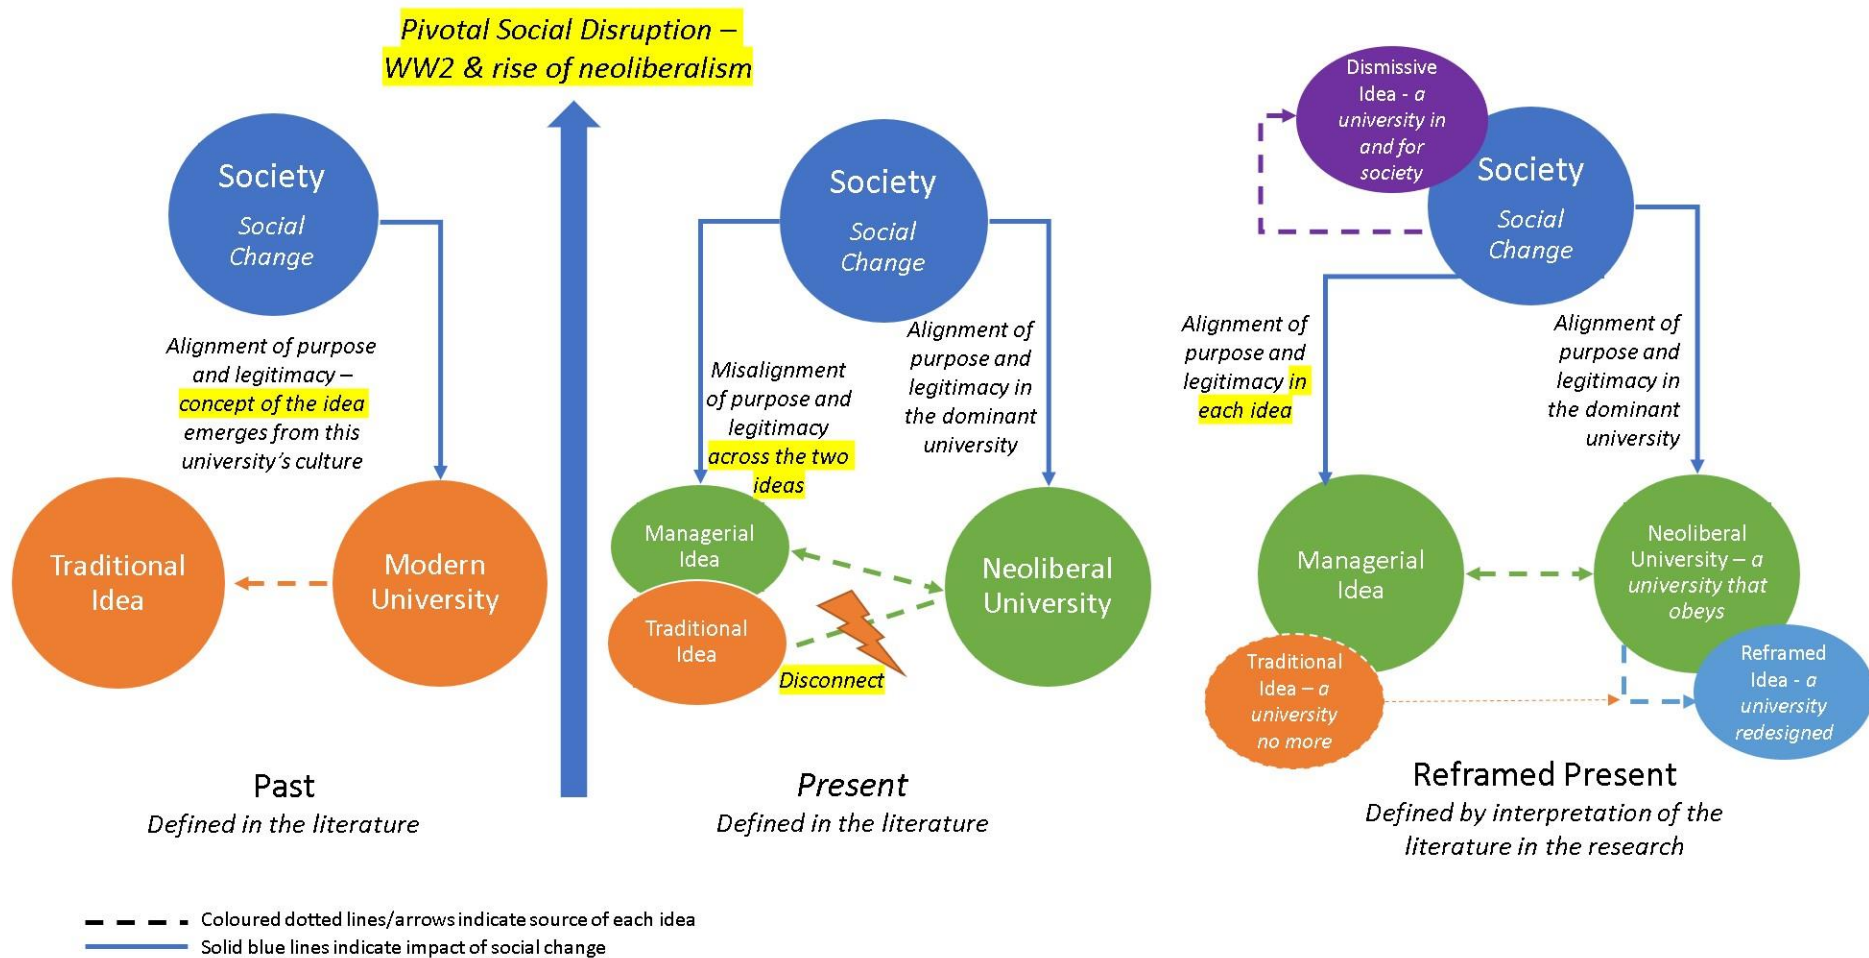 Pivotal Social Disruption –
WW2 & rise of neoliberalism
Society
Social
Change
Alignment of purpose
and legitimacy –
concept of the idea
emerges from this
university's culture
Traditional
Idea
Modern
University
Past
Defined in the literature
Society
Social
Change
Misalignment
of purpose and
legitimacy
across the two
ideas
Alignment of
purpose and
legitimacy in
the dominant
university
Managerial
Idea
Traditional
Idea
Disconnect
Neoliberal
University
Present
Defined in the literature
Dismissive
Idea - a
university in
and for
society
Society
Social
Change
Alignment of
purpose and
legitimacy in
each idea
Alignment of
purpose and
legitimacy in
the dominant
university
Managerial
Idea
Neoliberal
University – a
university that
obeys
Traditional
Idea – a
university
no more
Reframed
Idea - a
university
redesigned
Reframed Present
Defined by interpretation of the
literature in the research
Coloured dotted lines/arrows indicate source of each idea
Solid blue lines indicate impact of social change